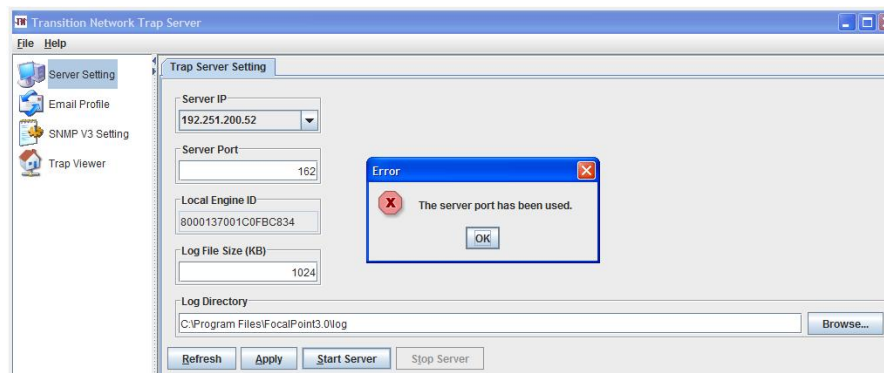 Transition Network Trap Server
File Help
Server Setting
Email Profile
SNMP V3 Setting
Trap Viewer
Trap Server Setting
Server IP
192.251.200.52
Server Port
162
Local Engine ID
8000137001C0FBC834
Log File Size (KB)
1024
Log Directory
C:\Program Files\FocalPoint3.0\log
Browse...
Refresh Apply Start Server Stop Server
Error
The server port has been used.
OK